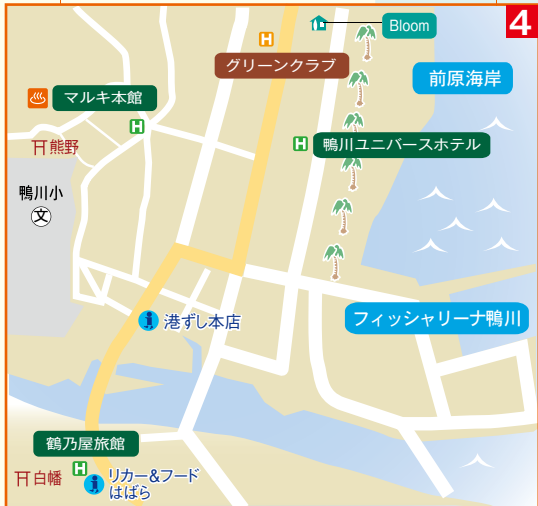 4
Bloom
H
グリーンクラブ
前原海岸
マルキ本館
H
熊野
H
鴨川ユニバースホテル
鴨川小
文
港ずし本店
フィッシャリーナ鴨川
鶴乃屋旅館
H
白幡
リカー&フード
はばら